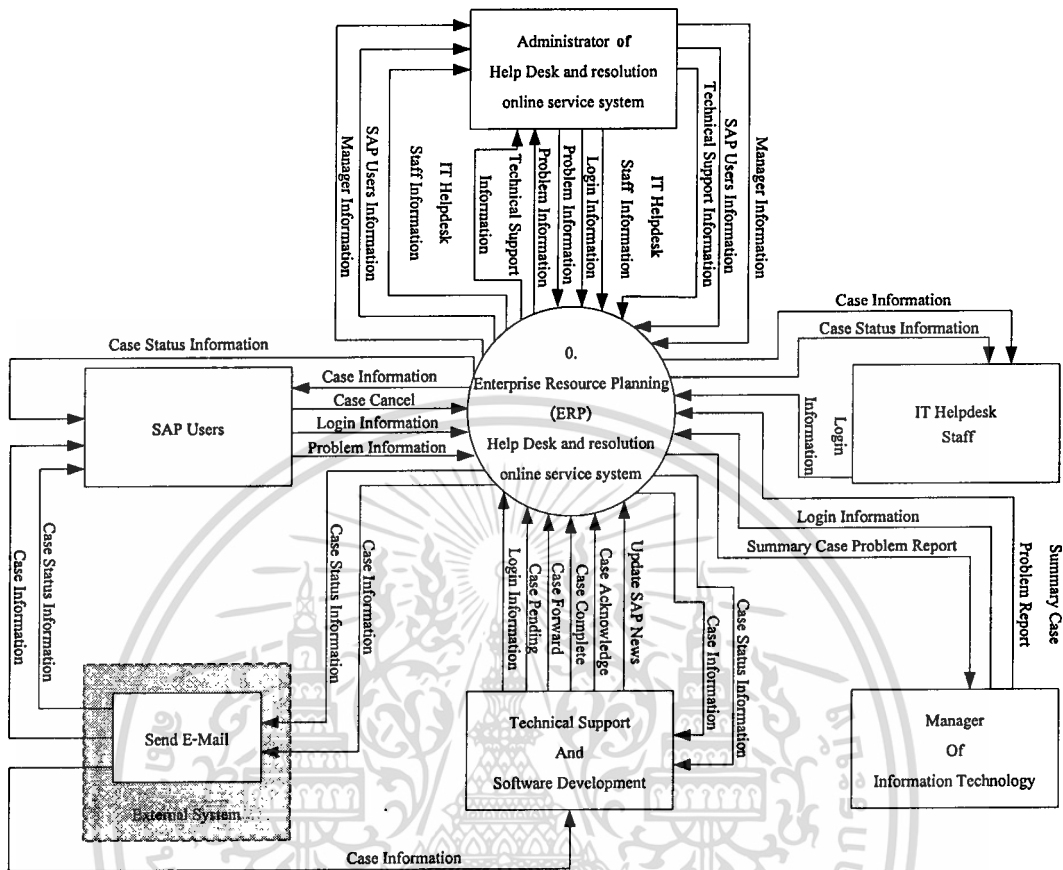 Administrator of
Help Desk and resolution
online service system
Manager Information
SAP Users Information
IT Helpdesk
Staff Information
Technical Support
Information
Problem Information
Problem Information
Login Information
IT Helpdesk
Staff Information
Technical Support Information
SAP Users Information
Manager Information
Case Status Information
SAP Users
Case Information
Case Cancel
Login Information
Problem Information
0.
Enterprise Resource Planning
(ERP)
Help Desk and resolution
online service system
Case Information
Case Status Information
Login
Information
IT Helpdesk
Staff
Login Information
Summary Case Problem Report
Summary Case
Problem Report
Case Information
Case Status Information
Case Status Information
Case Information
Login Information
Case Pending
Case Forward
Case Complete
Case Acknowledge
Update SAP News
Case Information
Case Status Information
Send E-Mail
External System
Technical Support
And
Software Development
Manager
Of
Information Technology
Case Information